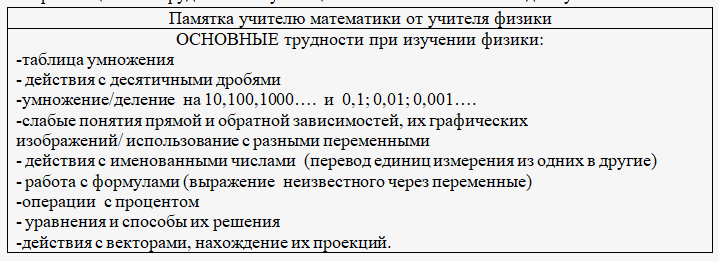 Памятка учителю математики от учителя физики
ОСНОВНЫЕ трудности при изучении физики:
-таблица умножения
- действия с десятичными дробями
-умножение/деление на 10,100,1000…. и 0,1; 0,01; 0,001….
-слабые понятия прямой и обратной зависимостей, их графических
изображений/ использование с разными переменными
- действия с именованными числами (перевод единиц измерения из одних в другие)
- работа с формулами (выражение неизвестного через переменные)
-операции с процентом
- уравнения и способы их решения
-действия с векторами, нахождение их проекций.